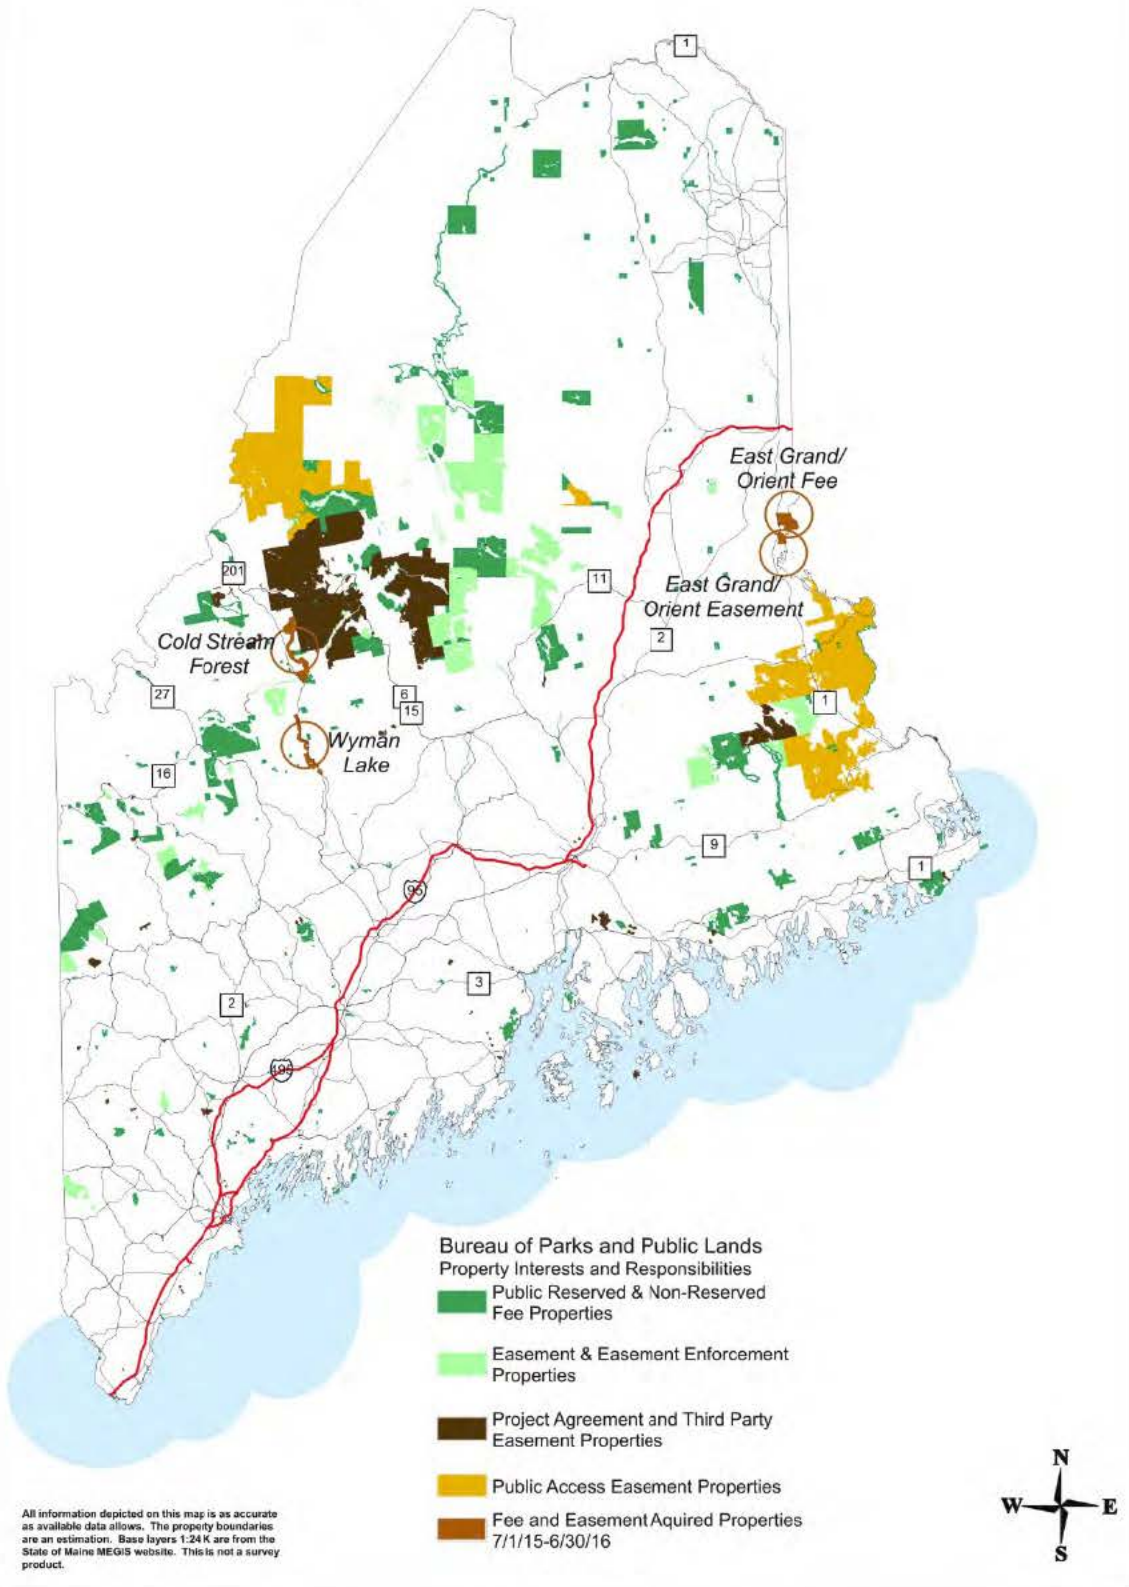 1
East Grand/
Orient Fee
201
11
East Grand/
Orient Easement
2
Cold Stream
Forest
27
6
15
1
Wyman
Lake
16
9
1
95
3
2
495
Bureau of Parks and Public Lands
Property Interests and Responsibilities
Public Reserved & Non-Reserved
Fee Properties
Easement & Easement Enforcement
Properties
Project Agreement and Third Party
Easement Properties
Public Access Easement Properties
Fee and Easement Aquired Properties
7/1/15-6/30/16
N
W
E
S
All information depicted on this map is as accurate
as available data allows. The property boundaries
are an estimation. Base layers 1:24K are from the
State of Maine MEGIS website. This is not a survey
product.